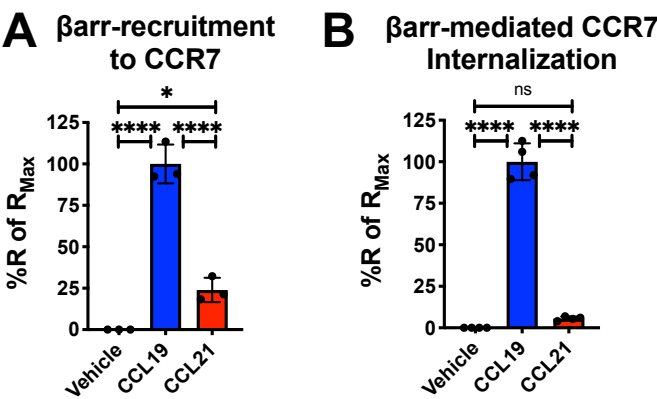 A βarr-recruitment
to CCR7
*
**** ****
%R of RMax
125
100
75
50
25
0
Vehicle
CCL19
CCL21
B βarr-mediated CCR7
Internalization
ns
**** ****
%R of RMax
125
100
75
50
25
0
Vehicle
CCL19
CCL21